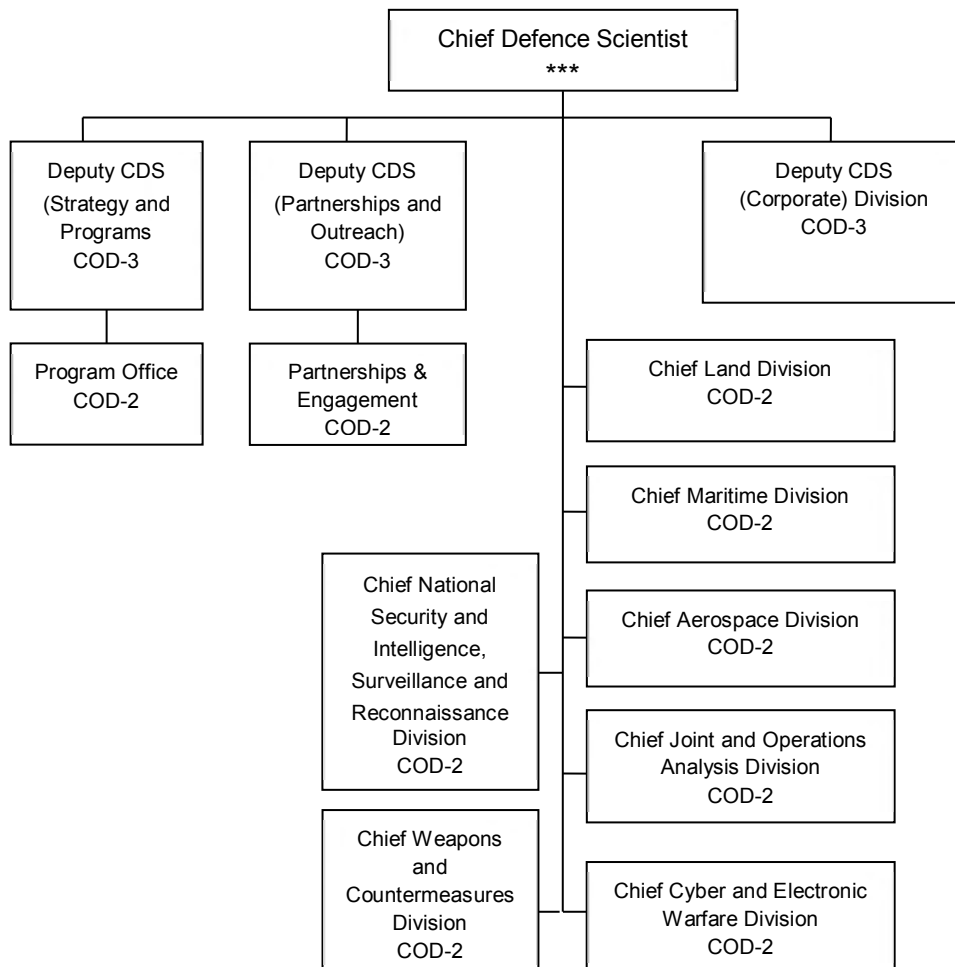 Chief Defence Scientist
***
Deputy CDS
(Strategy and
Programs
COD-3
Deputy CDS
(Partnerships and
Outreach)
COD-3
Deputy CDS
(Corporate) Division
COD-3
Program Office
COD-2
Partnerships &
Engagement
COD-2
Chief Land Division
COD-2
Chief Maritime Division
COD-2
Chief National
Security and
Intelligence,
Surveillance and
Reconnaissance
Division
COD-2
Chief Aerospace Division
COD-2
Chief Joint and Operations
Analysis Division
COD-2
Chief Weapons
and
Countermeasures
Division
COD-2
Chief Cyber and Electronic
Warfare Division
COD-2